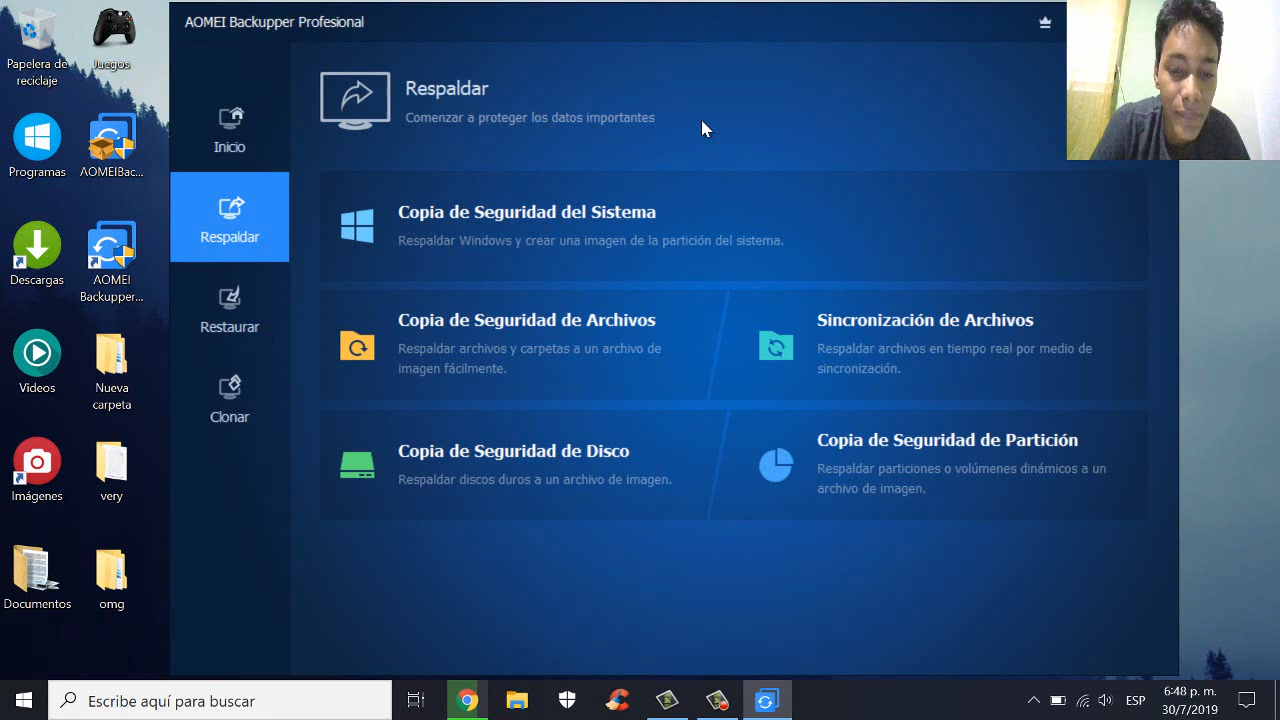 AOMEI Backupper Profesional
Papelera de
reciclaje
Juegos
Programas
AOMEIBac...
Descargas
AOMEI
Backupper...
Videos
Nueva
carpeta
Imágenes
very
Documentos
omg
Inicio
Respaldar
Restaurar
Clonar
Respaldar
Comenzar a proteger los datos importantes
Copia de Seguridad del Sistema
Respaldar Windows y crear una imagen de la partición del sistema.
Copia de Seguridad de Archivos
Respaldar archivos y carpetas a un archivo de
imagen fácilmente.
Sincronización de Archivos
Respaldar archivos en tiempo real por medio de
sincronización.
Copia de Seguridad de Disco
Respaldar discos duros a un archivo de imagen.
Copia de Seguridad de Partición
Respaldar particiones o volúmenes dinámicos a un
archivo de imagen.
Escribe aquí para buscar
ESP
6:48 p. m.
30/7/2019